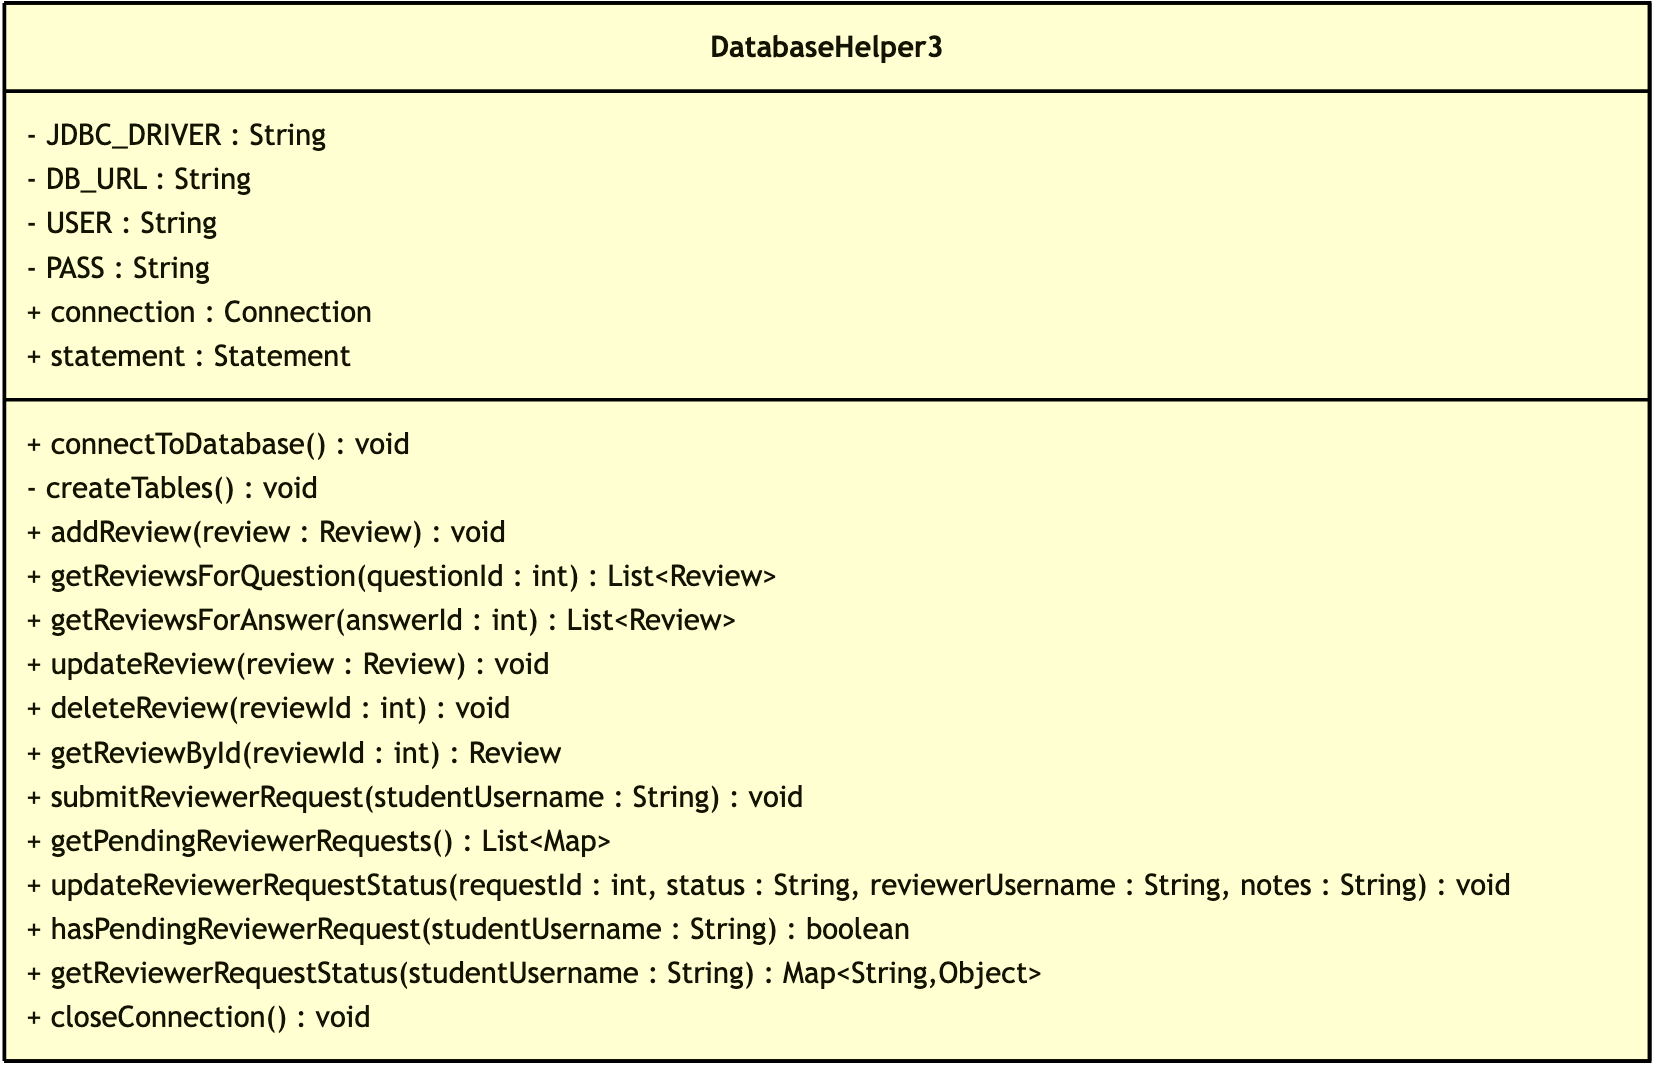 DatabaseHelper3
- JDBC_DRIVER : String
- DB_URL : String
- USER : String
- PASS : String
+ connection : Connection
+ statement : Statement
+ connectToDatabase() : void
- createTables() : void
+ addReview(review : Review) : void
+ getReviewsForQuestion(questionId : int) : List<Review>
+ getReviewsForAnswer(answerId : int) : List<Review>
+ updateReview(review : Review) : void
+ deleteReview(reviewId : int) : void
+ getReviewById(reviewId : int) : Review
+ submitReviewerRequest(studentUsername : String) : void
+ getPendingReviewerRequests() : List<Map>
+ updateReviewerRequestStatus(requestId : int, status : String, reviewerUsername : String, notes : String) : void
+ hasPendingReviewerRequest(studentUsername : String) : boolean
+ getReviewerRequestStatus(studentUsername : String) : Map<String,Object>
+ closeConnection() : void